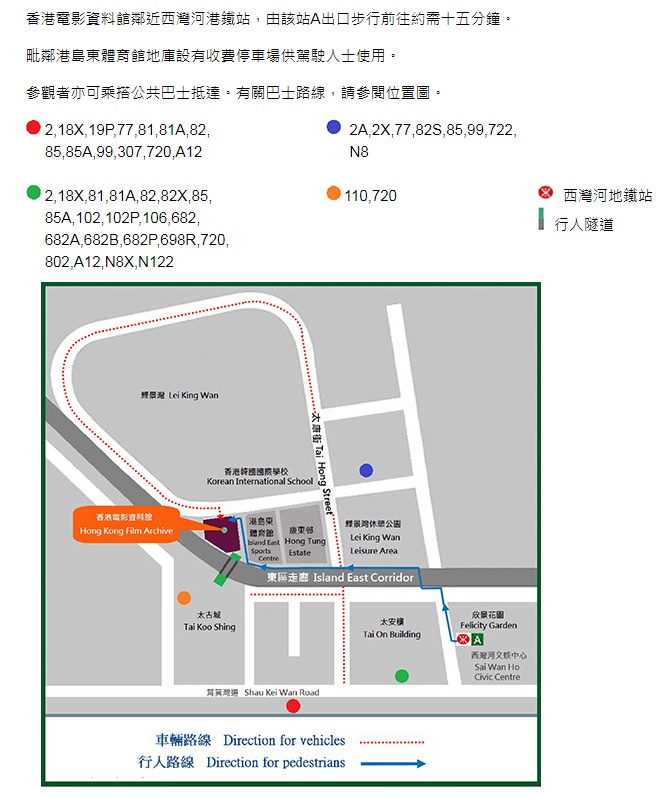 香港電影資料館鄰近西灣河港鐵站，由該站A出口步行前往約需十五分鐘。
毗鄰港島東體育館地庫設有收費停車場供駕駛人士使用。
參觀者亦可乘搭公共巴士抵達。有關巴士路線，請參閱位置圖。
2,18X,19P,77,81,81A,82,
85,85A,99,307,720,A12
2A,2X,77,82S,85,99,722,
N8
2,18X,81,81A,82,82X,85,
85A,102,102P,106,682,
682A,682B,682P,698R,720,
802,A12,N8X,N122
110,720
西灣河地鐵站
行人隧道
鯉景灣 Lei King Wan
太康街 Tai Hong Street
香港韓國國際學校
Korean International School
香港電影資料館
Hong Kong Film Archive
港島東
體育館
Island East
Sports
Centre
康東邨
Hong Tung
Estate
鯉景灣休憩公園
Lei King Wan
Leisure Area
東區走廊 Island East Corridor
太古城
Tai Koo Shing
太安樓
Tai On Building
欣景花園
Felicity Garden
A
西灣河文娛中心
Sai Wan Ho
Civic Centre
筲箕灣道 Shau Kei Wan Road
車輛路線 Direction for vehicles
行人路線 Direction for pedestrians